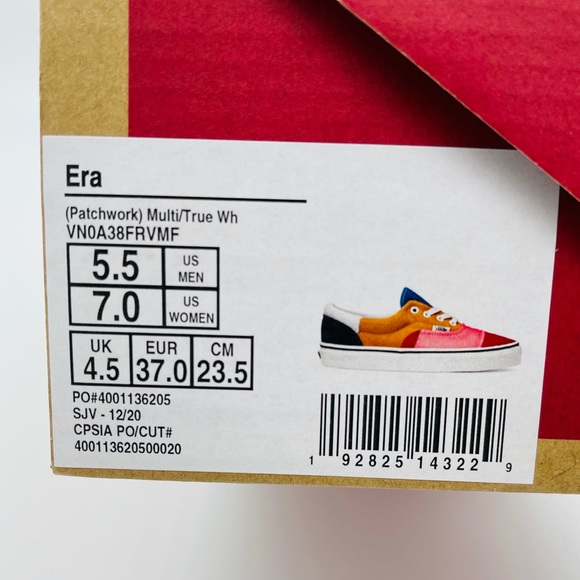 Era
(Patchwork) Multi/True Wh
VN0A38FRVMF
5.5 US MEN
7.0 US WOMEN
UK EUR CM
4.5 37.0 23.5
PO#4001136205
SJV - 12/20
CPSIA PO/CUT#
400113620500020
1 92825 14322 9